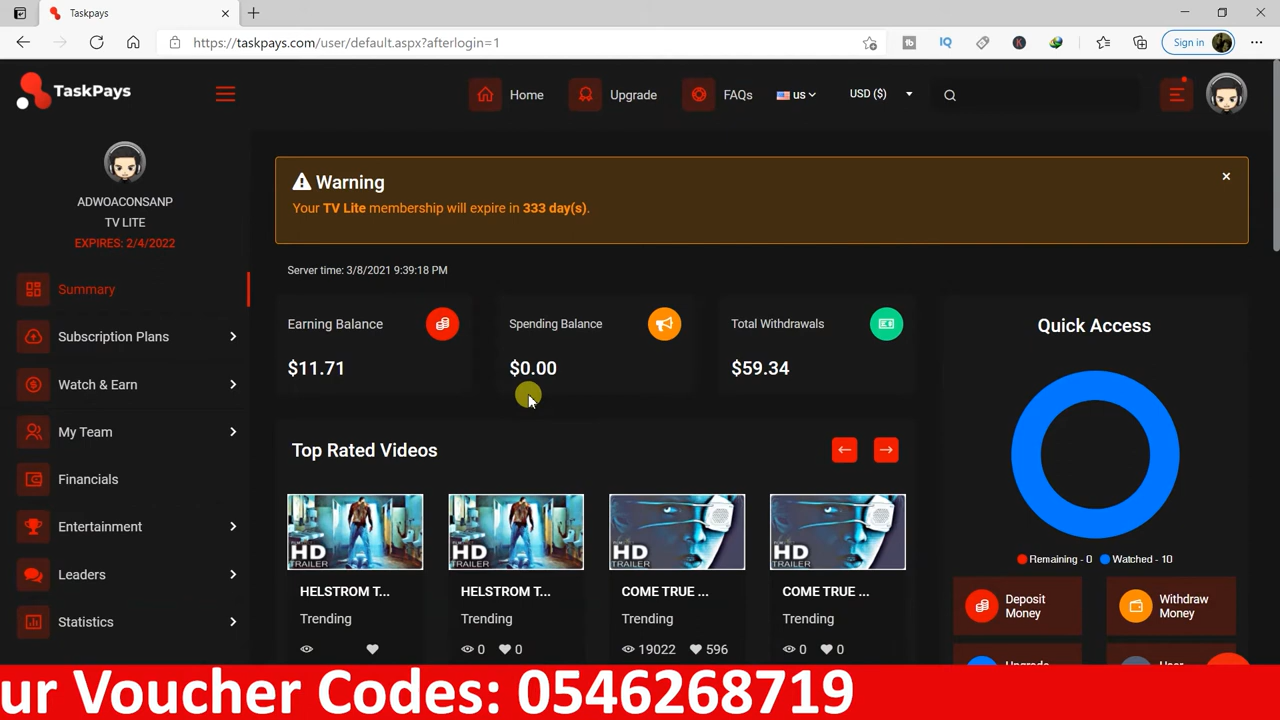 Taskpays
https://taskpays.com/user/default.aspx?afterlogin=1
Sign in
TaskPays
Home
Upgrade
FAQs
us
USD ($)
ADWOACONSANP
TV LITE
EXPIRES: 2/4/2022
Summary
Subscription Plans
Watch & Earn
My Team
Financials
Entertainment
Leaders
Statistics
Warning
Your TV Lite membership will expire in 333 day(s).
Server time: 3/8/2021 9:39:18 PM
Earning Balance
$11.71
Spending Balance
$0.00
Total Withdrawals
$59.34
Top Rated Videos
HD
TRAILER
HELSTROM T...
Trending
HD
TRAILER
HELSTROM T...
Trending
0 0
HD
TRAILER
COME TRUE ...
Trending
19022 596
HD
TRAILER
COME TRUE ...
Trending
0 0
Quick Access
Remaining - 0 Watched - 10
Deposit
Money
Withdraw
Money
ur Voucher Codes: 0546268719